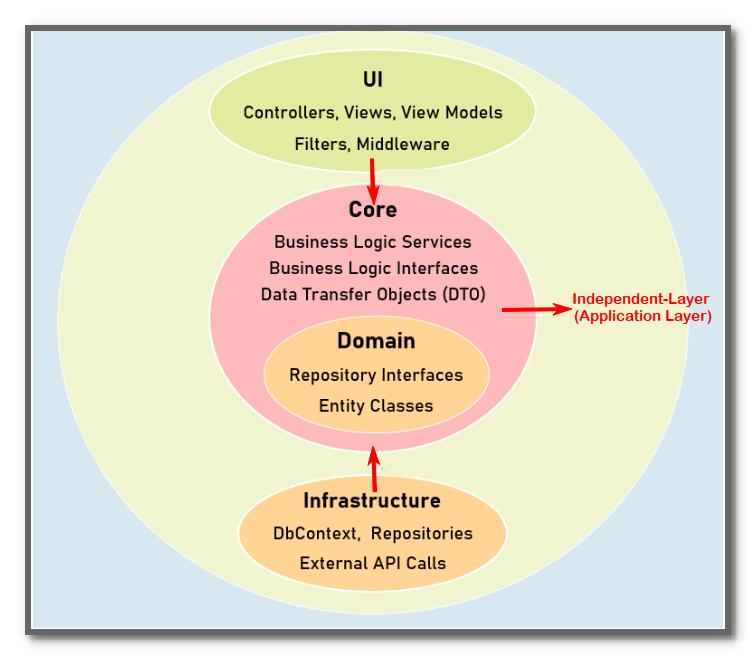 UI
Controllers, Views, View Models
Filters, Middleware
Core
Business Logic Services
Business Logic Interfaces
Data Transfer Objects (DTO)
Independent-Layer
(Application Layer)
Domain
Repository Interfaces
Entity Classes
Infrastructure
DbContext, Repositories
External API Calls